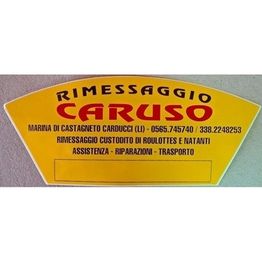 RIMESSAGGIO
CARUSO
MARINA DI CASTAGNETO CARDUCCI (LI) - 0565.745740 / 338.2248253
RIMESSAGGIO CUSTODITO DI ROULOTTES E NATANTI
ASSISTENZA - RIPARAZIONI - TRASPORTO